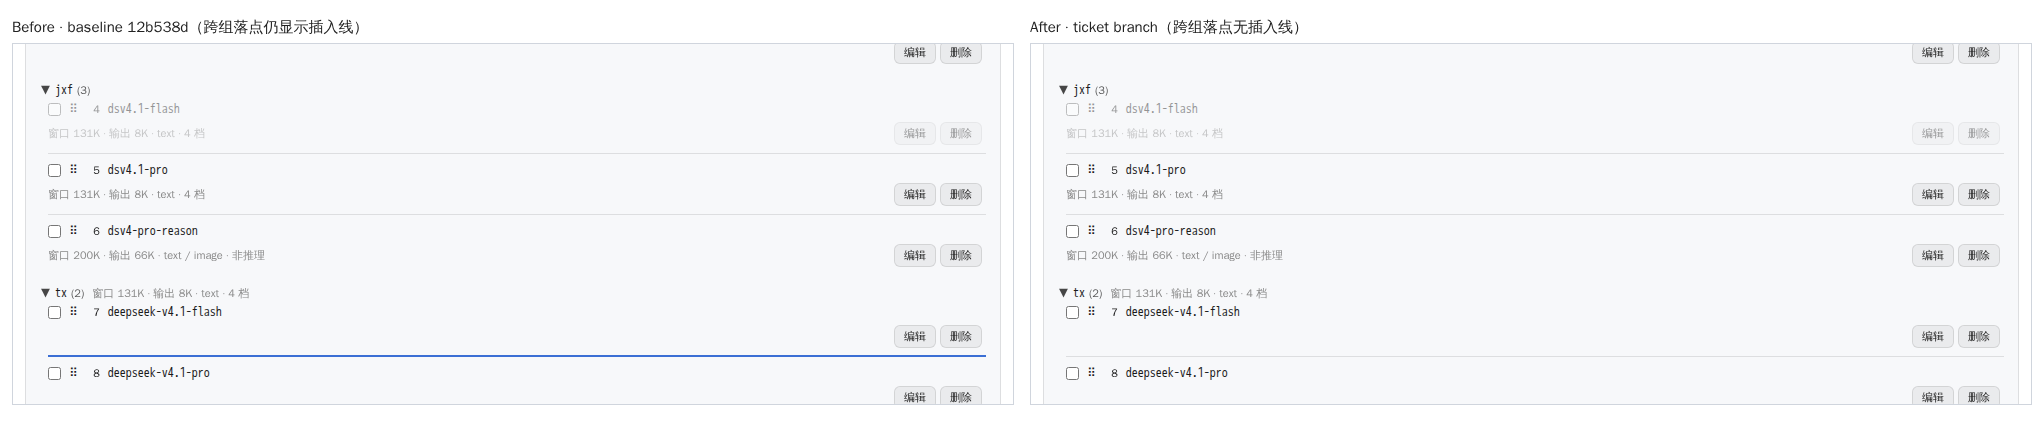 Before · baseline 12b538d（跨组落点仍显示插入线）
编辑 删除
▼ jxf (3)
⠿ 4 dsv4.1-flash
窗口 131K · 输出 8K · text · 4 档 编辑 删除
⠿ 5 dsv4.1-pro
窗口 131K · 输出 8K · text · 4 档 编辑 删除
⠿ 6 dsv4-pro-reason
窗口 200K · 输出 66K · text / image · 非推理 编辑 删除
▼ tx (2) 窗口 131K · 输出 8K · text · 4 档
⠿ 7 deepseek-v4.1-flash
编辑 删除
⠿ 8 deepseek-v4.1-pro
编辑 删除
After · ticket branch（跨组落点无插入线）
编辑 删除
▼ jxf (3)
⠿ 4 dsv4.1-flash
窗口 131K · 输出 8K · text · 4 档 编辑 删除
⠿ 5 dsv4.1-pro
窗口 131K · 输出 8K · text · 4 档 编辑 删除
⠿ 6 dsv4-pro-reason
窗口 200K · 输出 66K · text / image · 非推理 编辑 删除
▼ tx (2) 窗口 131K · 输出 8K · text · 4 档
⠿ 7 deepseek-v4.1-flash
编辑 删除
⠿ 8 deepseek-v4.1-pro
编辑 删除